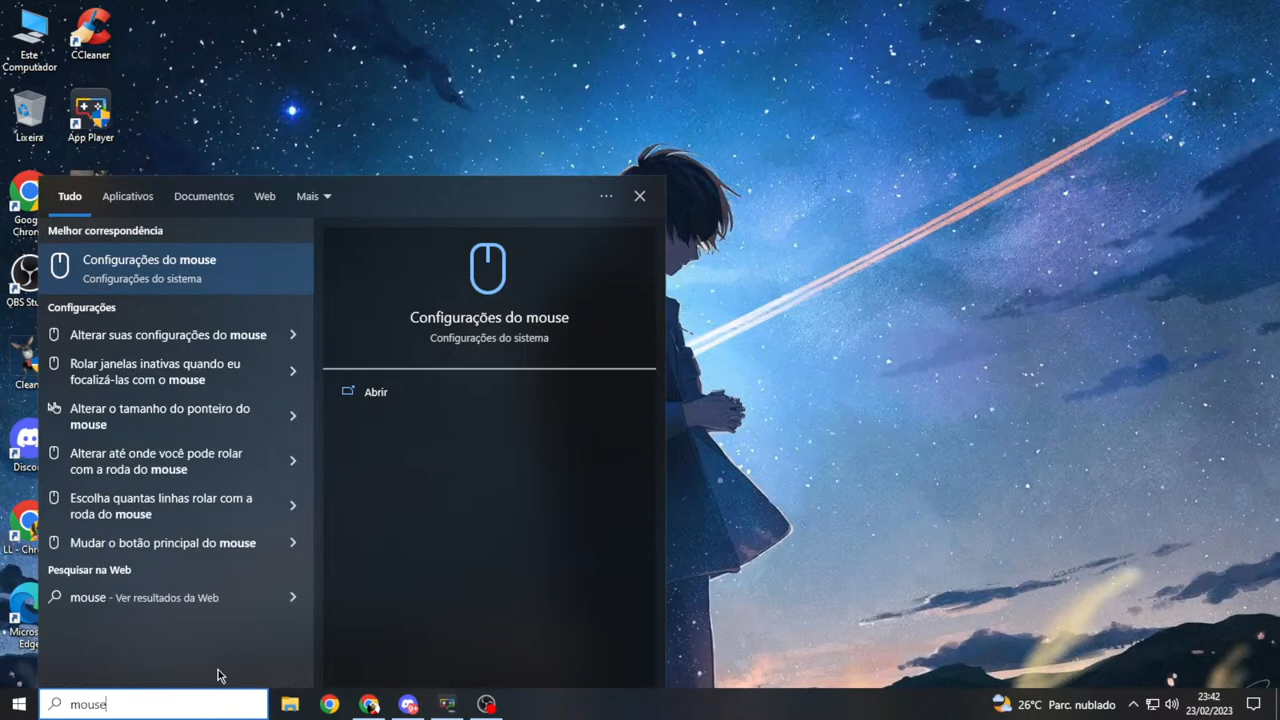 Este
Computador
CCleaner
Lixeira
App Player
Goog
Chron
QBS Stu
Clean
Disco
LL - Chro
Micros
Edge
Tudo
Aplicativos
Documentos
Web
Mais
Melhor correspondência
Configurações do mouse
Configurações do sistema
Configurações
Alterar suas configurações do mouse
Rolar janelas inativas quando eu
focalizá-las com o mouse
Alterar o tamanho do ponteiro do
mouse
Alterar até onde você pode rolar
com a roda do mouse
Escolha quantas linhas rolar com a
roda do mouse
Mudar o botão principal do mouse
Pesquisar na Web
mouse - Ver resultados da Web
Configurações do mouse
Configurações do sistema
Abrir
mouse
9+
26°C Parc. nublado
23:42
23/02/2023